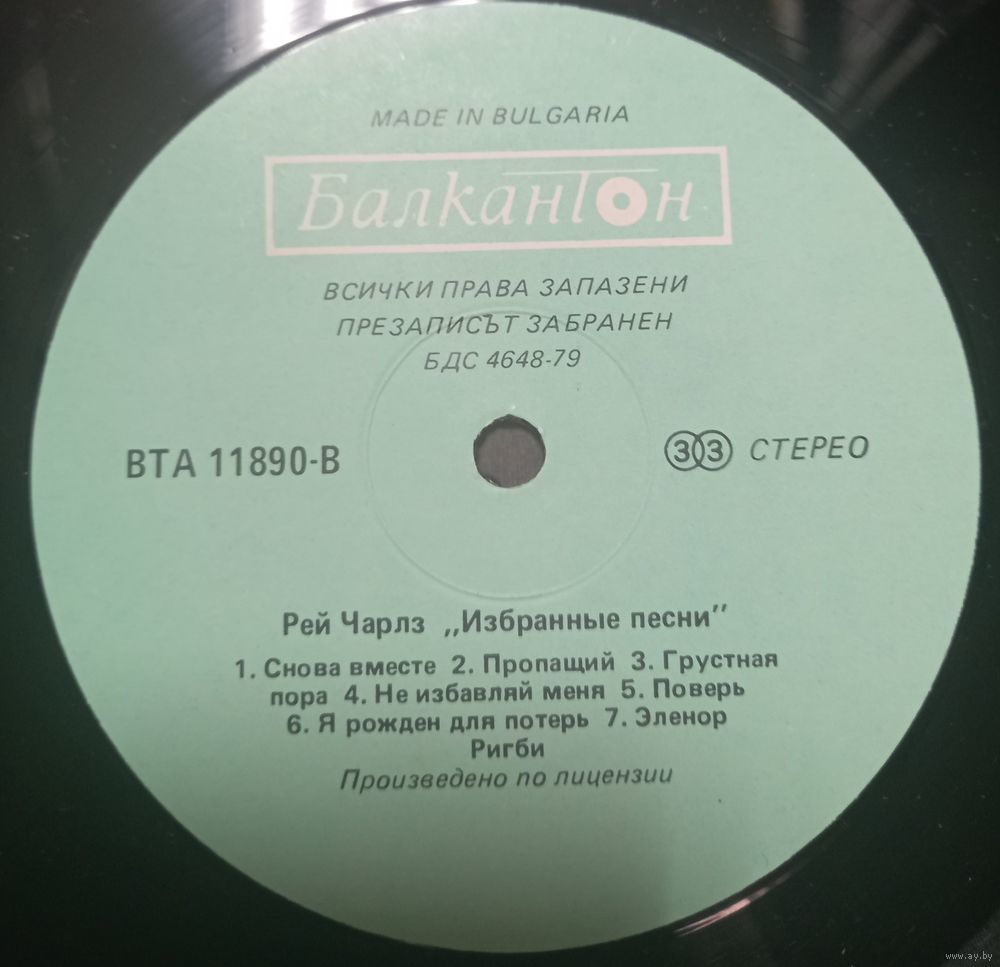 MADE IN BULGARIA
Балкантон
ВСИЧКИ ПРАВА ЗАПАЗЕНИ
ПРЕЗАПИСЪТ ЗАБРАНЕН
БДС 4648-79
ВТА 11890-В
33 СТЕРЕО
Рей Чарлз „Избранные песни”
1. Снова вместе 2. Пропащий 3. Грустная
пора 4. Не избавляй меня 5. Поверь
6. Я рожден для потерь 7. Эленор
Ригби
Произведено по лицензии
www.ay.by